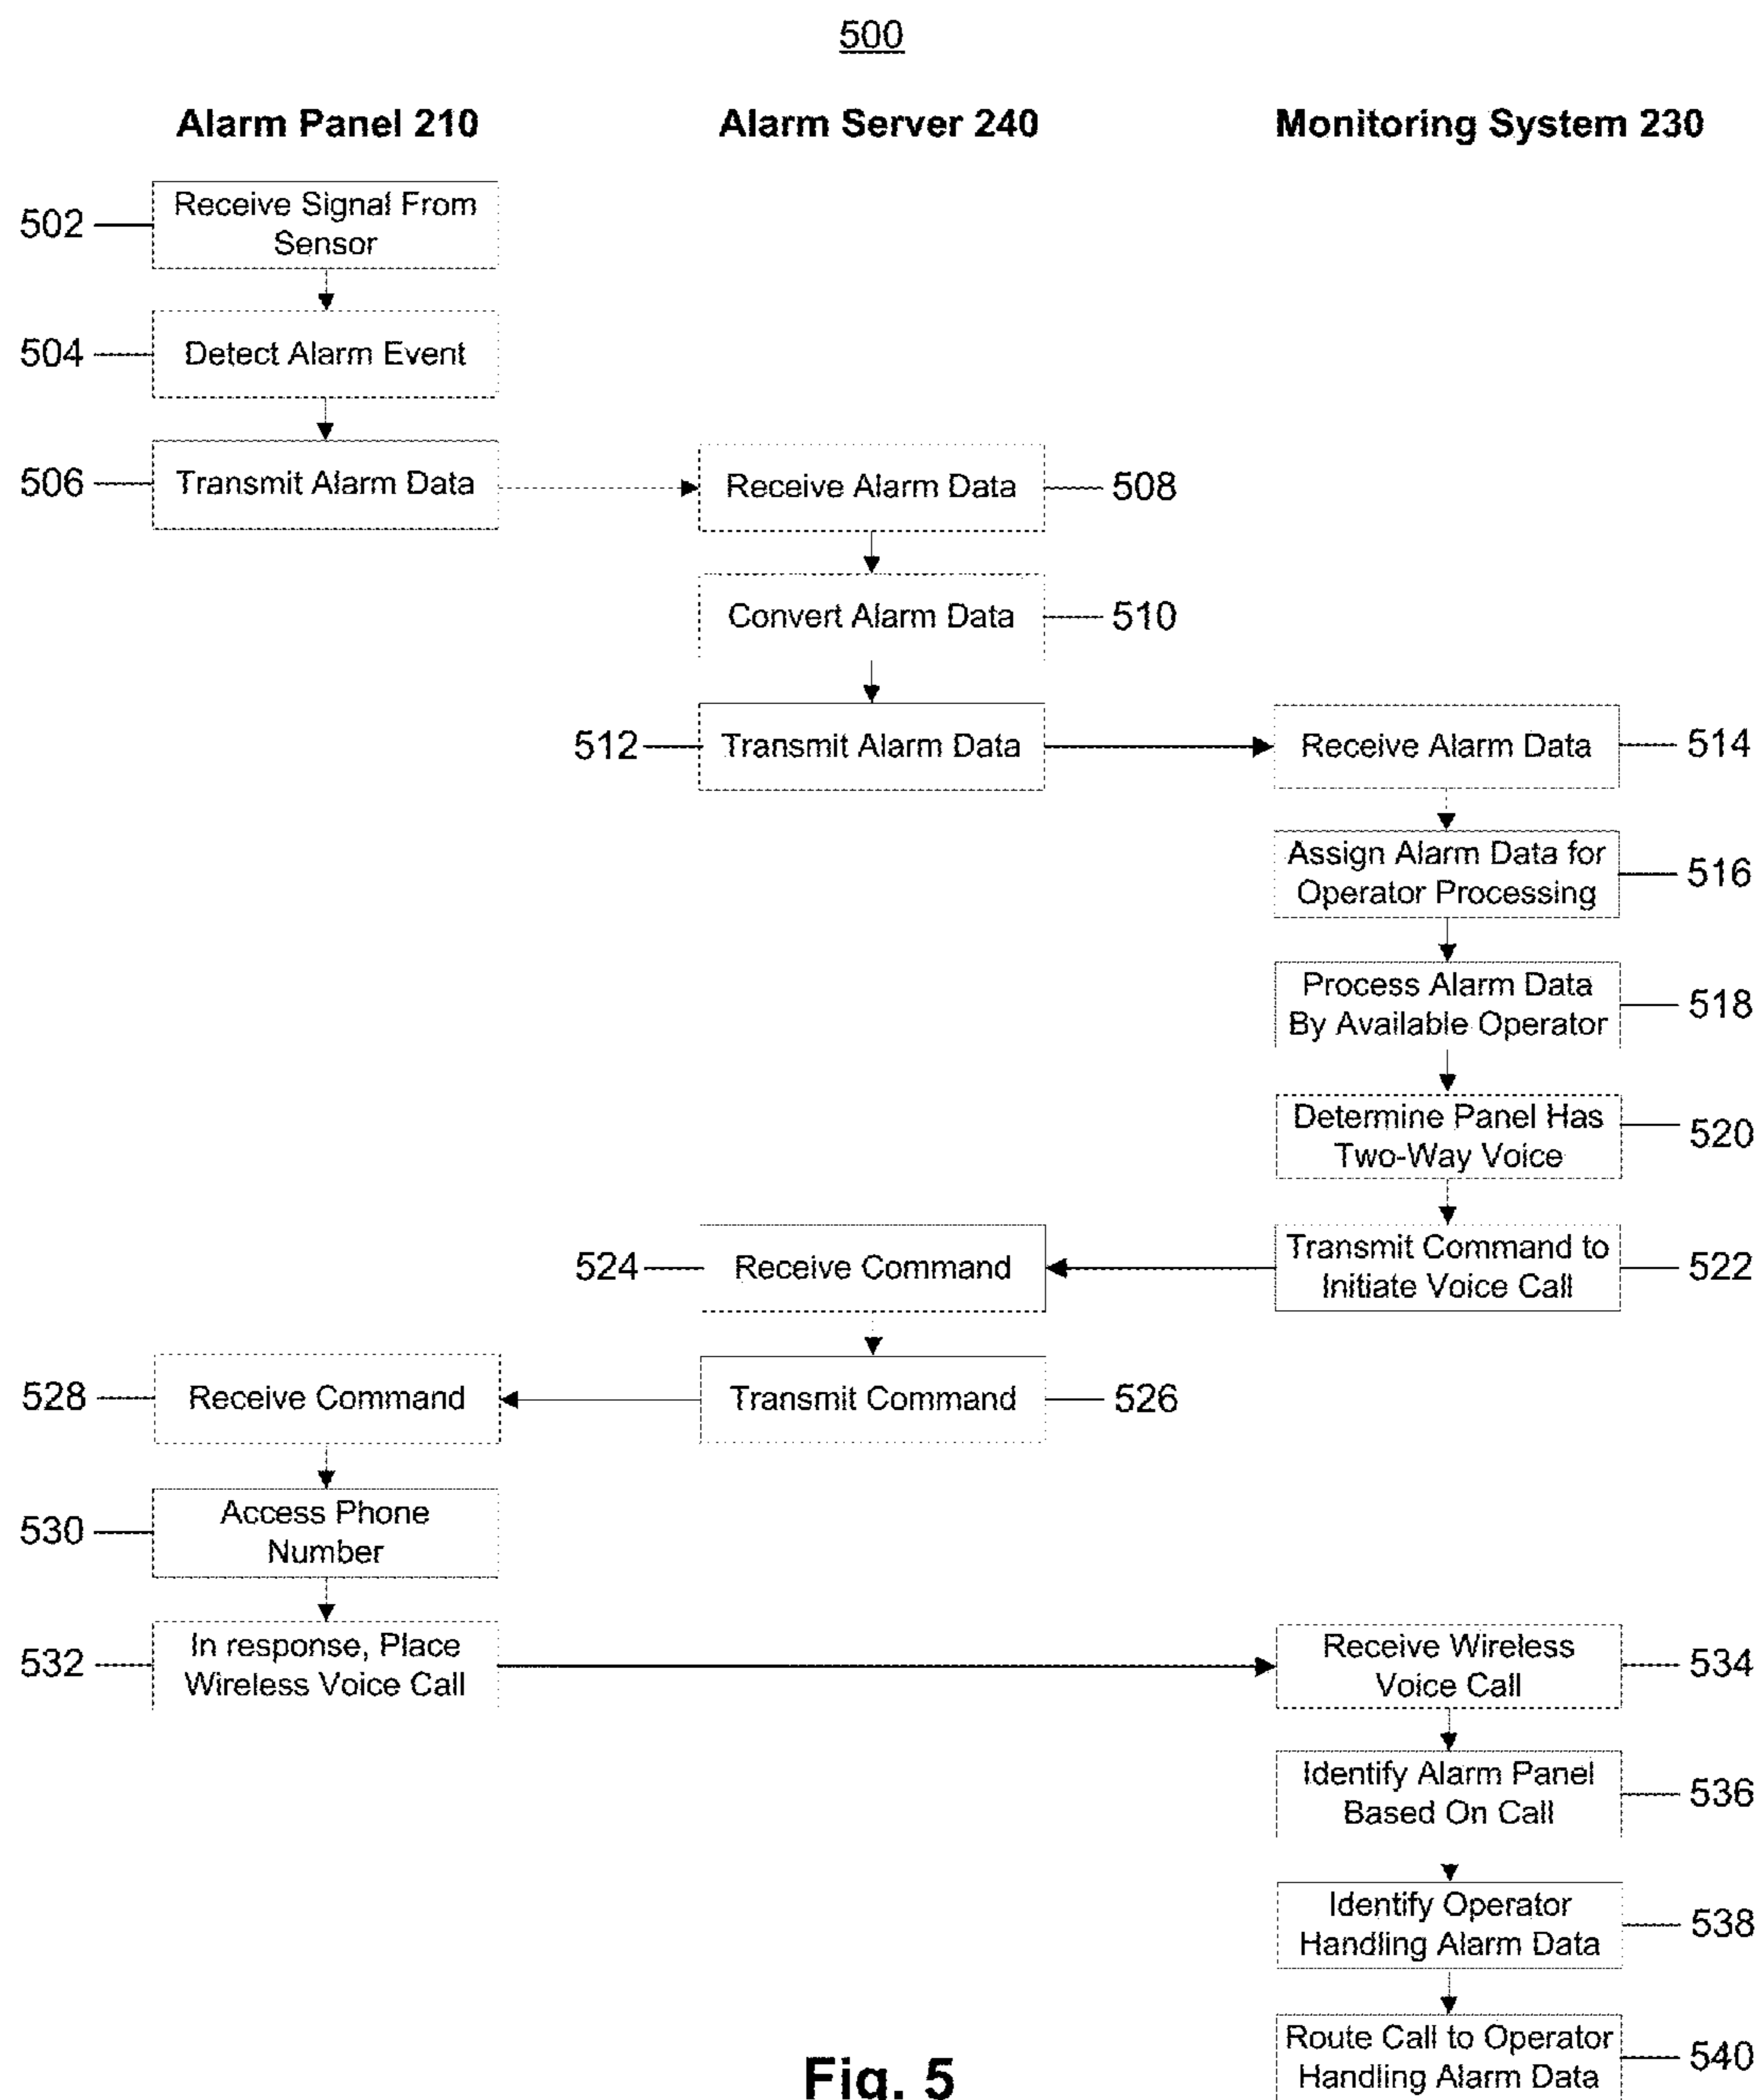 500
Alarm Panel 210
Alarm Server 240
Monitoring System 230
502
Receive Signal From
Sensor
504
Detect Alarm Event
506
Transmit Alarm Data
Receive Alarm Data
508
Convert Alarm Data
510
512
Transmit Alarm Data
Receive Alarm Data
514
Assign Alarm Data for
Operator Processing
516
Process Alarm Data
By Available Operator
518
Determine Panel Has
Two-Way Voice
520
Transmit Command to
Initiate Voice Call
522
524
Receive Command
Transmit Command
526
528
Receive Command
530
Access Phone
Number
532
In response, Place
Wireless Voice Call
Receive Wireless
Voice Call
534
Identify Alarm Panel
Based On Call
536
Identify Operator
Handling Alarm Data
538
Route Call to Operator
Handling Alarm Data
540
Fig. 5